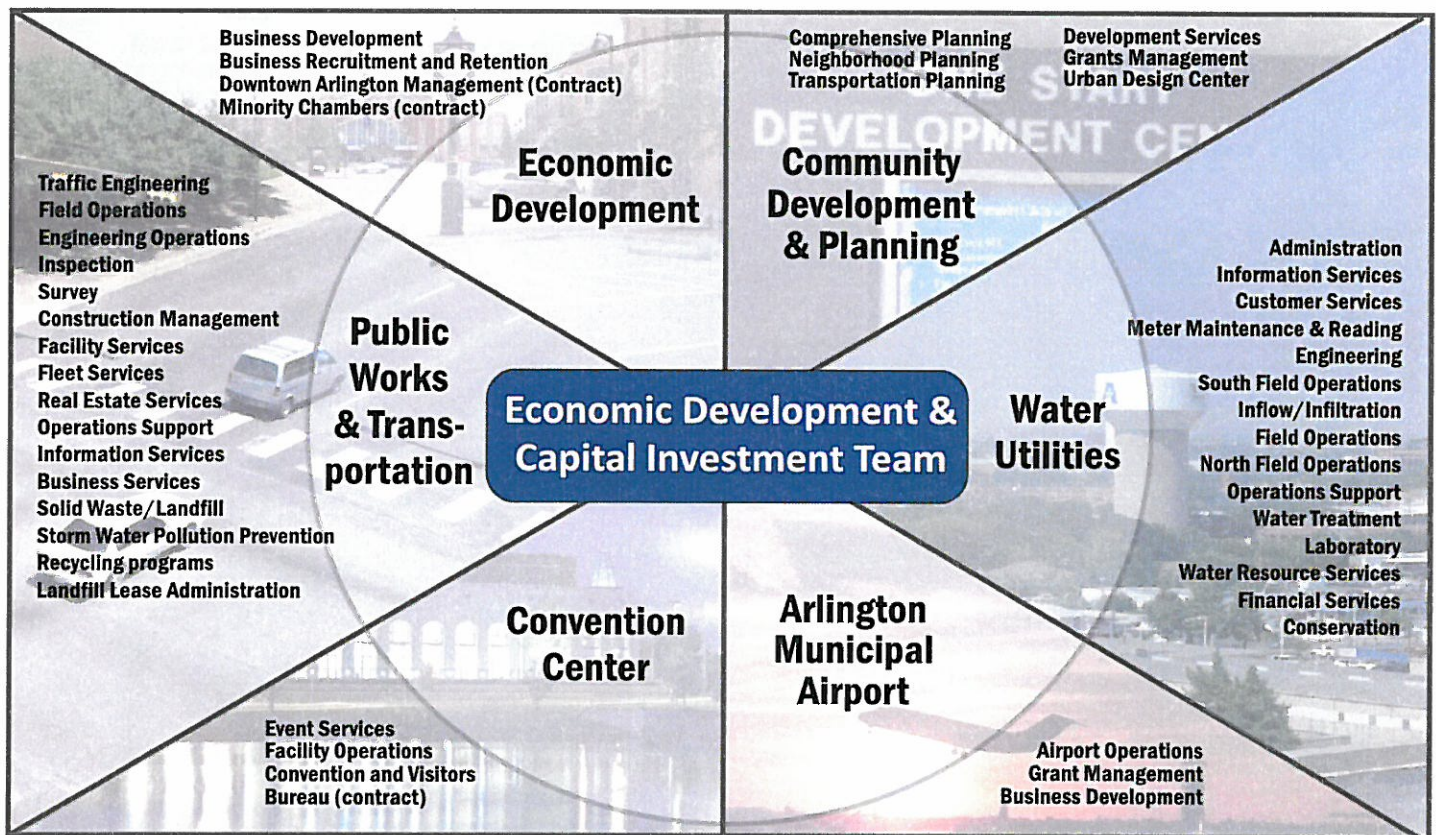 Business Development
Business Recruitment and Retention
Downtown Arlington Management (Contract)
Minority Chambers (contract)
Economic
Development
Comprehensive Planning
Neighborhood Planning
Transportation Planning
Development Services
Grants Management
Urban Design Center
START
DEVELOPMENT CEN
Community
Development
& Planning
Traffic Engineering
Field Operations
Engineering Operations
Inspection
Survey
Construction Management
Facility Services
Fleet Services
Real Estate Services
Operations Support
Information Services
Business Services
Solid Waste/Landfill
Storm Water Pollution Prevention
Recycling programs
Landfill Lease Administration
Public
Works
& Trans-
portation
Economic Development &
Capital Investment Team
Water
Utilities
A
Administration
Information Services
Customer Services
Meter Maintenance & Reading
Engineering
South Field Operations
Inflow/Infiltration
Field Operations
North Field Operations
Operations Support
Water Treatment
Laboratory
Water Resource Services
Financial Services
Conservation
Convention
Center
Event Services
Facility Operations
Convention and Visitors
Bureau (contract)
Arlington
Municipal
Airport
Airport Operations
Grant Management
Business Development